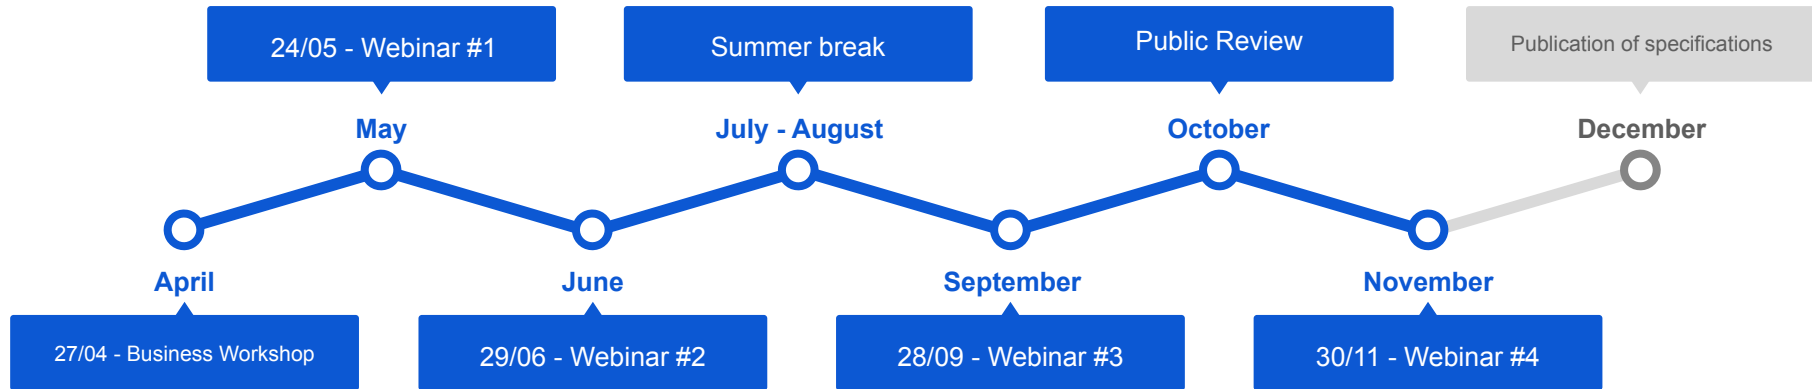 24/05 - Webinar #1
Summer break
Public Review
Publication of specifications
May
July - August
October
December
April
June
September
November
27/04 - Business Workshop
29/06 - Webinar #2
28/09 - Webinar #3
30/11 - Webinar #4